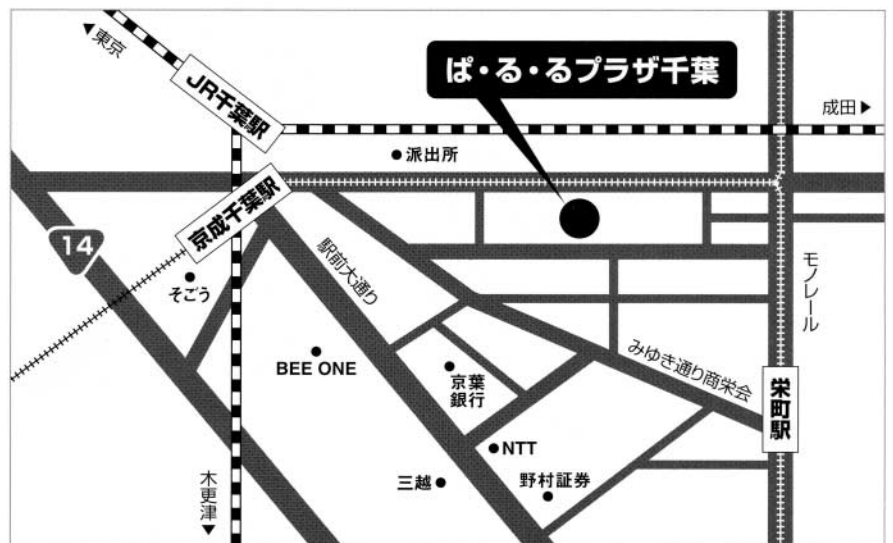 ◀東京
JR千葉駅
ぱ・る・るプラザ千葉
成田▶
派出所
京成千葉駅
14
そごう
駅前大通り
モノレール
BEE ONE
京葉
銀行
みゆき通り商栄会
栄町駅
NTT
三越
野村証券
木更津▼